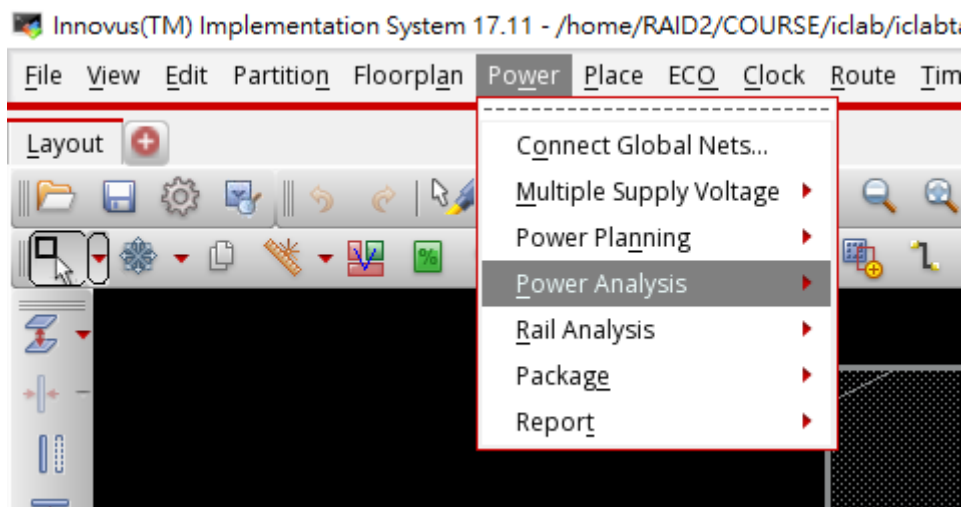 Innovus(TM) Implementation System 17.11 - /home/RAID2/COURSE/iclab/iclabta
File View Edit Partition Floorplan Power Place ECO Clock Route Tim
Layout
Connect Global Nets...
Multiple Supply Voltage
Power Planning
Power Analysis
Rail Analysis
Package
Report
%